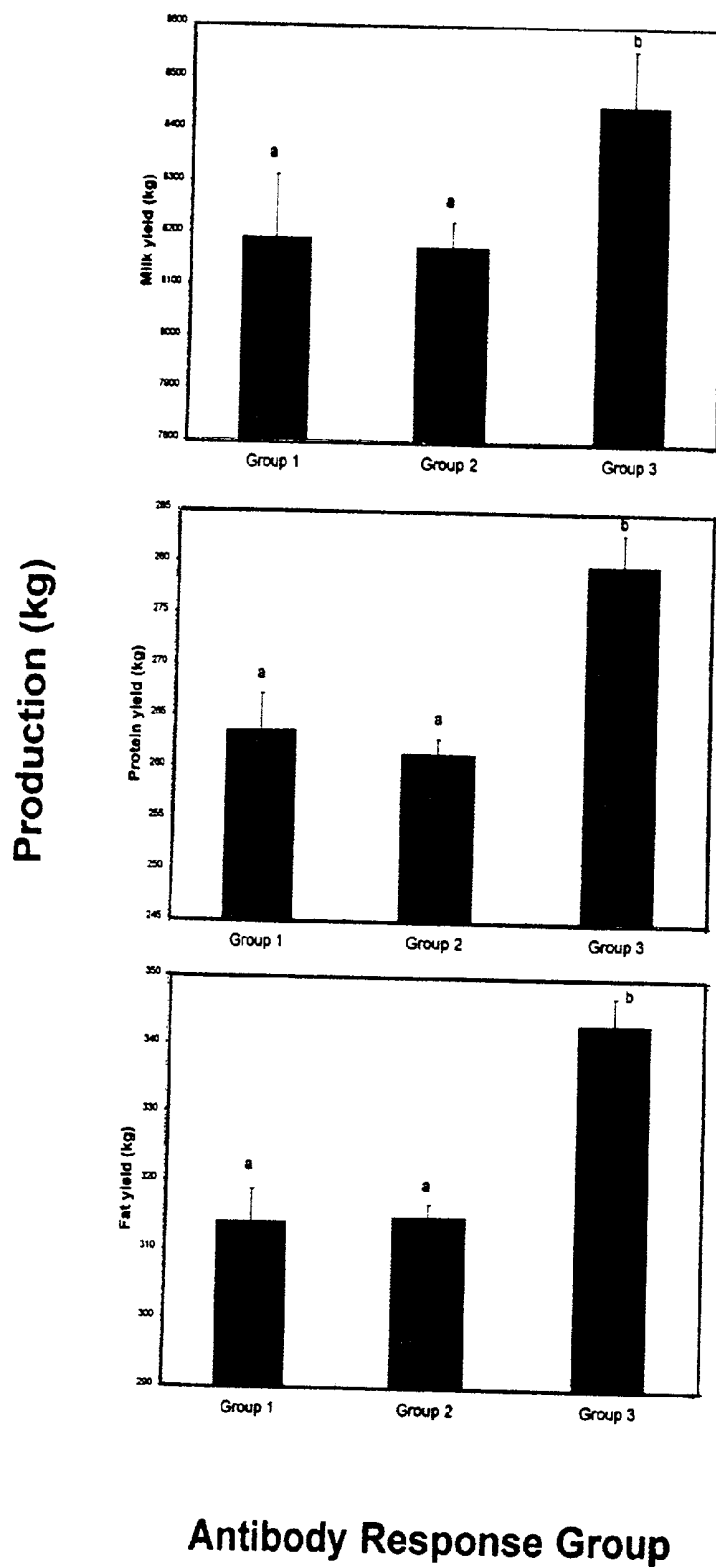 Production (kg)
Milk yield (kg)
8600
8500
8400
8300
8200
8100
8000
7900
7800
a
a
b
Group 1 Group 2 Group 3
Protein yield (kg)
285
280
275
270
265
260
255
250
245
a
a
b
Group 1 Group 2 Group 3
Fat yield (kg)
350
340
330
320
310
300
290
a
a
b
Group 1 Group 2 Group 3
Antibody Response Group